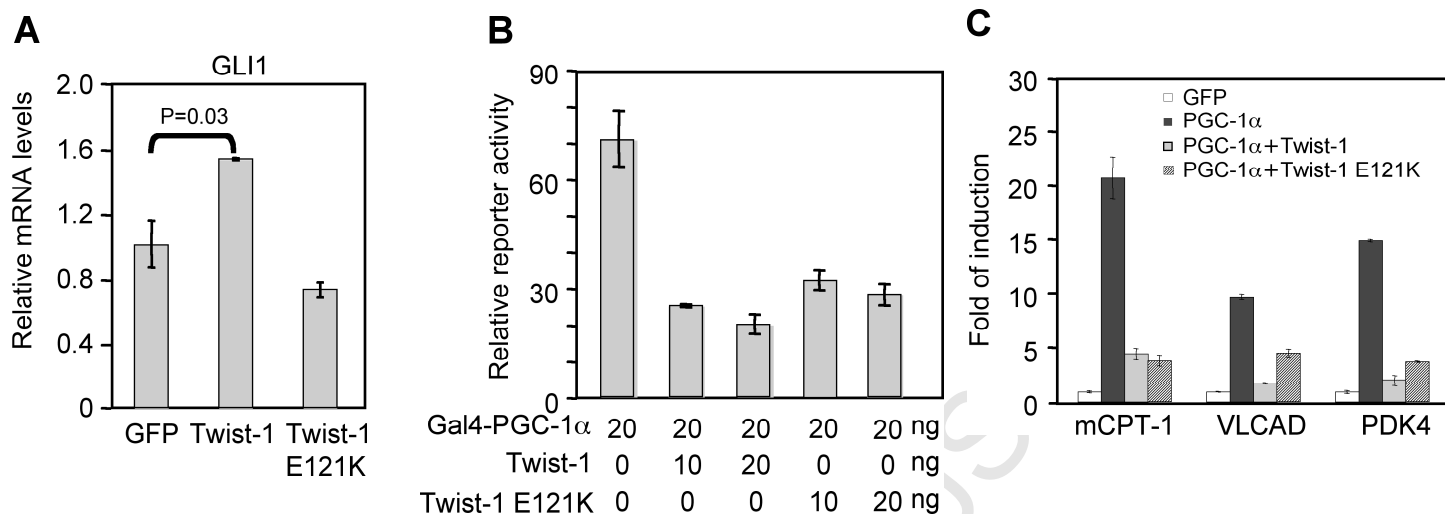 A
GLI1
Relative mRNA levels
2.0
1.6
1.2
0.8
0.4
0
P=0.03
GFP Twist-1 Twist-1
E121K
B
Relative reporter activity
90
60
30
0
Gal4-PGC-1α 20 20 20 20 20 ng
Twist-1 0 10 20 0 0 ng
Twist-1 E121K 0 0 0 10 20 ng
C
Fold of induction
30
25
20
15
10
5
0
GFP
PGC-1α
PGC-1α+Twist-1
PGC-1α+Twist-1 E121K
mCPT-1 VLCAD PDK4